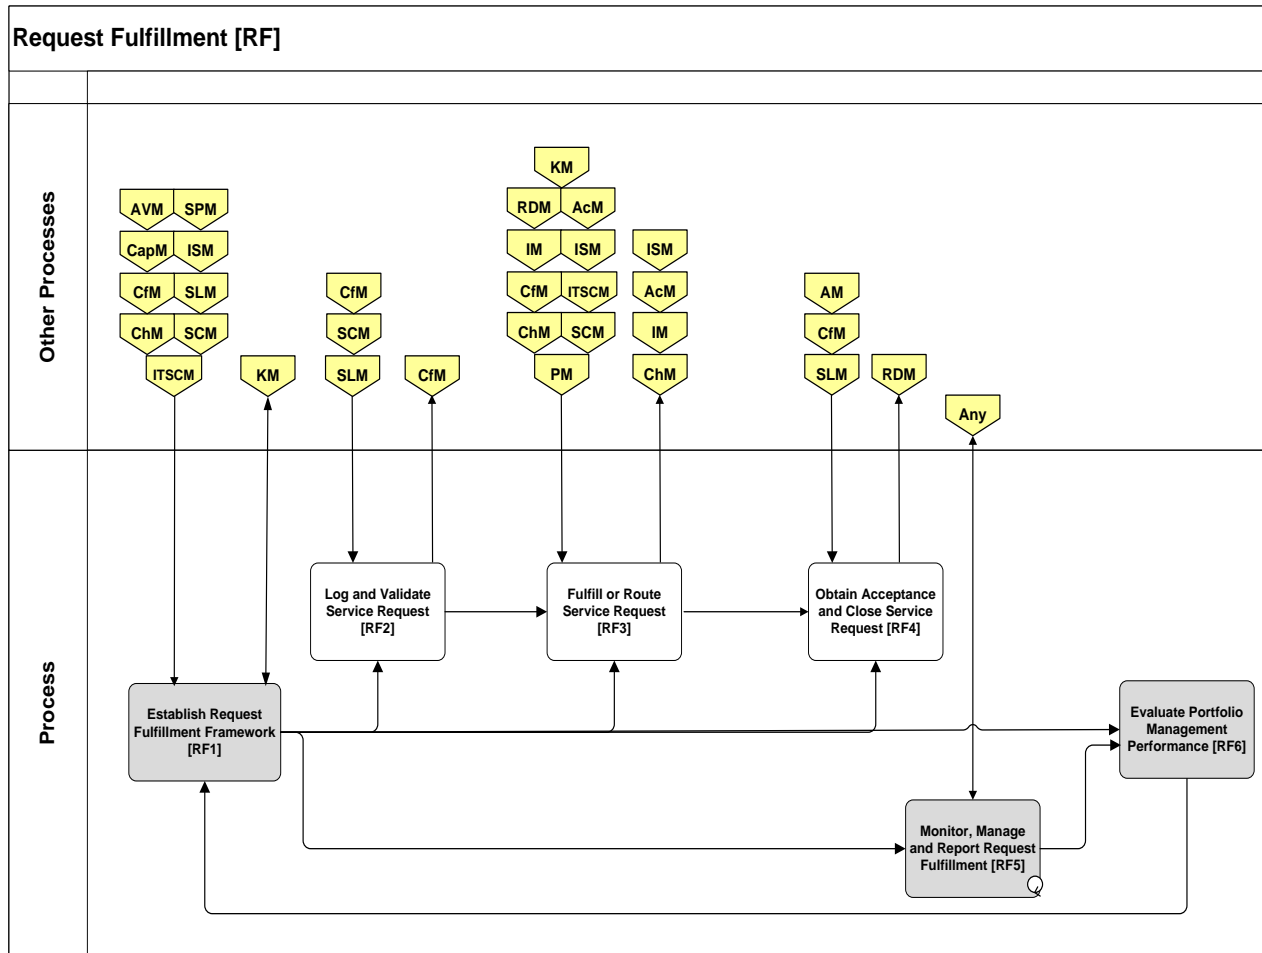 Request Fulfillment [RF]
Other Processes
KM
AVM SPM
RDM AcM
CapM ISM
IM ISM
ISM
CfM SLM
CfM
CfM ITSCM
AcM
AM
ChM SCM
SCM
ChM SCM
IM
CfM
ITSCM
KM
SLM
CfM
PM
ChM
SLM
RDM
Any
Process
Log and Validate
Service Request
[RF2]
Fulfill or Route
Service Request
[RF3]
Obtain Acceptance
and Close Service
Request [RF4]
Establish Request
Fulfillment Framework
[RF1]
Evaluate Portfolio
Management
Performance [RF6]
Monitor, Manage
and Report Request
Fulfillment [RF5]